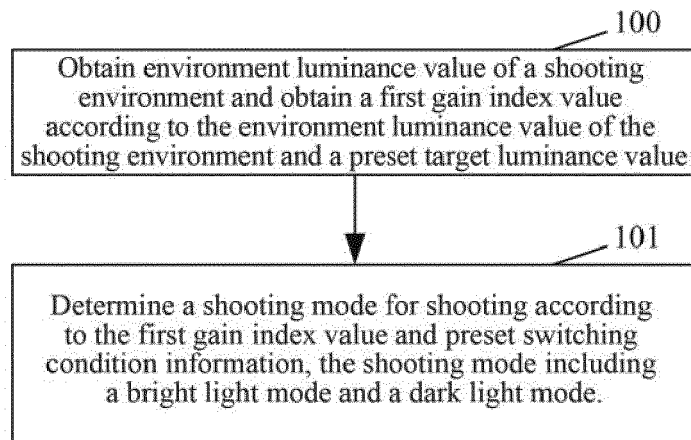 100
Obtain environment luminance value of a shooting
environment and obtain a first gain index value
according to the environment luminance value of the
shooting environment and a preset target luminance value
101
Determine a shooting mode for shooting according
to the first gain index value and preset switching
condition information, the shooting mode including
a bright light mode and a dark light mode.